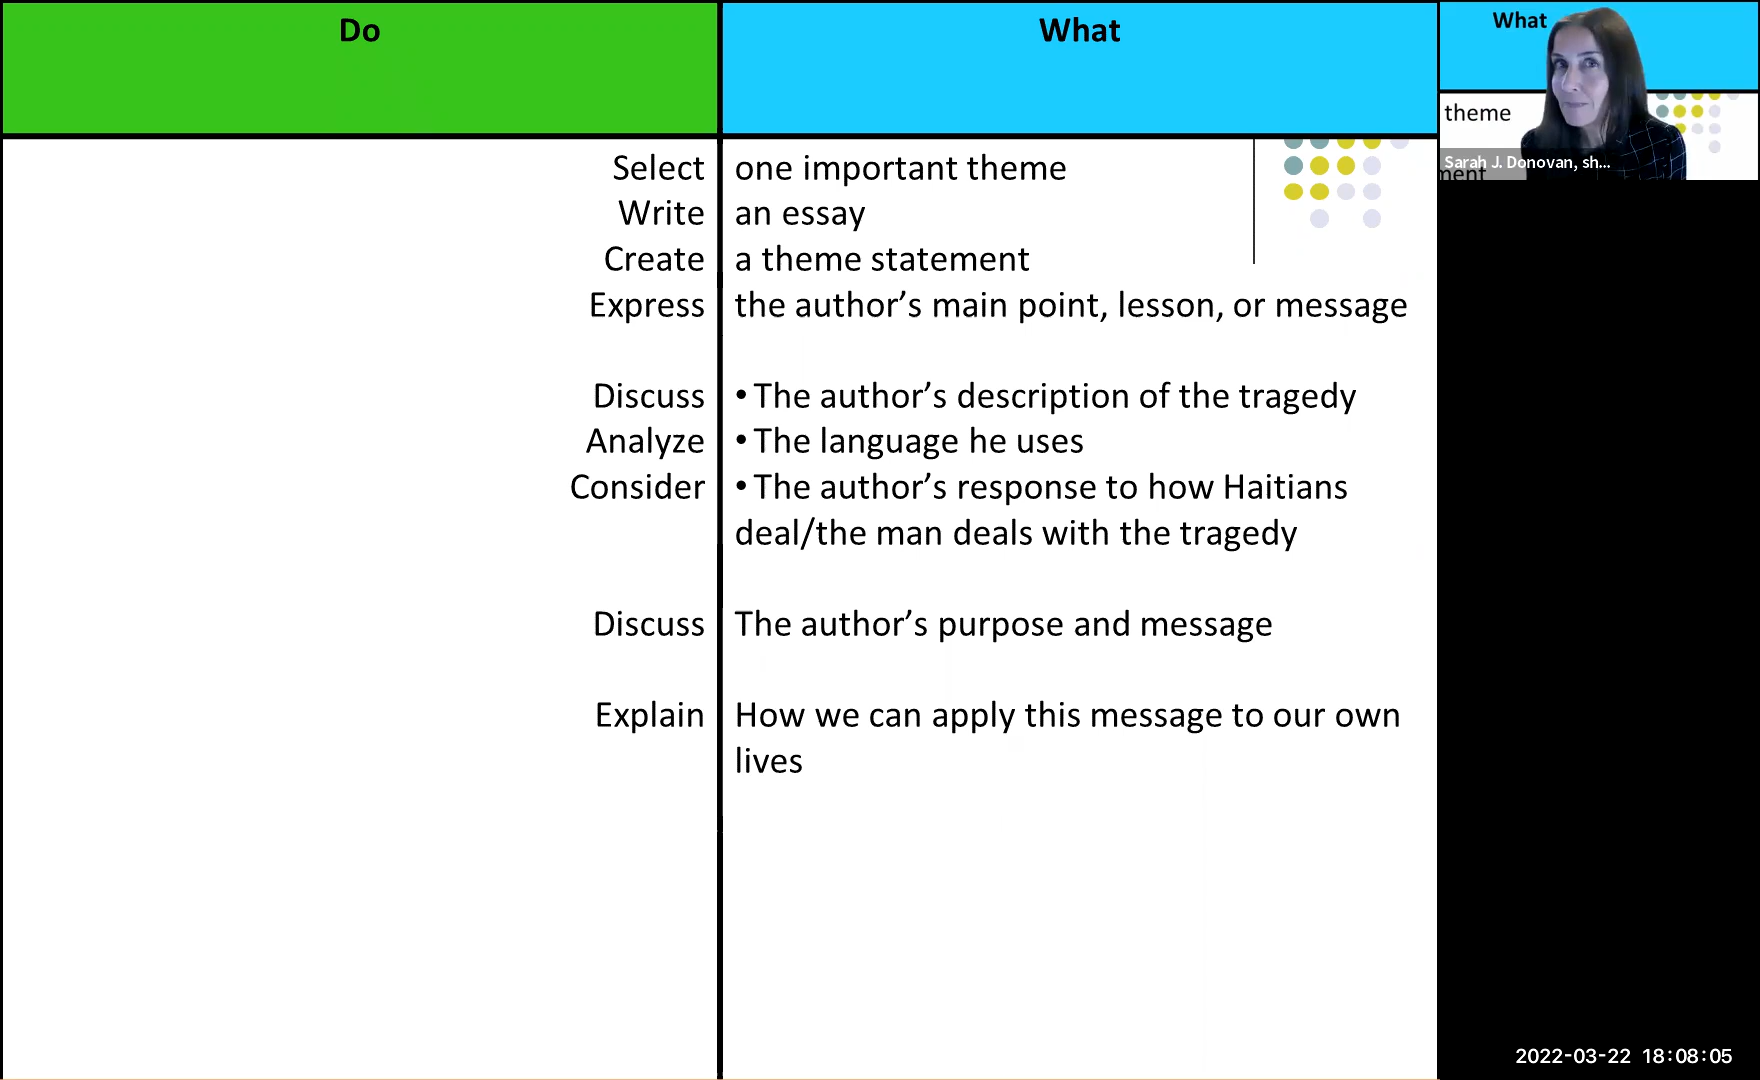 Do What
Select one important theme
Write an essay
Create a theme statement
Express the author’s main point, lesson, or message
Discuss • The author’s description of the tragedy
Analyze • The language he uses
Consider • The author’s response to how Haitians
deal/the man deals with the tragedy
Discuss The author’s purpose and message
Explain How we can apply this message to our own
lives
What
theme
Sarah J. Donovan, sh...
ment
2022-03-22 18:08:05